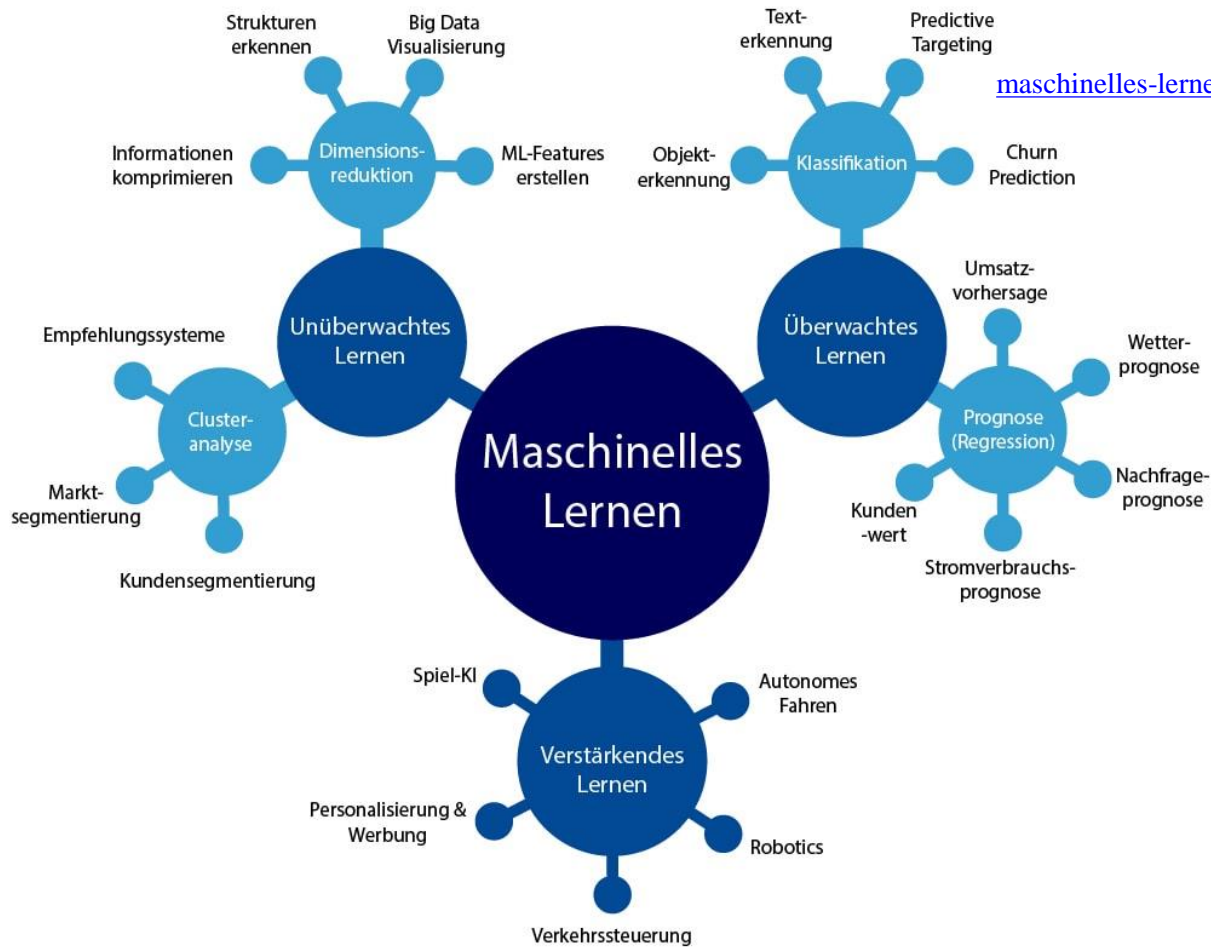 Strukturen
erkennen
Big Data
Visualisierung
Informationen
komprimieren
Dimensions-
reduktion
ML-Features
erstellen
Text-
erkennung
Predictive
Targeting
maschinelles-lerne
Objekt-
erkennung
Klassifikation
Churn
Prediction
Unüberwachtes
Lernen
Überwachtes
Lernen
Umsatz-
vorhersage
Wetter-
prognose
Empfehlungssysteme
Cluster-
analyse
Prognose
(Regression)
Markt-
segmentierung
Kundensegmentierung
Maschinelles
Lernen
Kunden
-wert
Nachfrage-
prognose
Stromverbrauchs-
prognose
Spiel-KI
Autonomes
Fahren
Verstärkendes
Lernen
Personalisierung &
Werbung
Robotics
Verkehrssteuerung